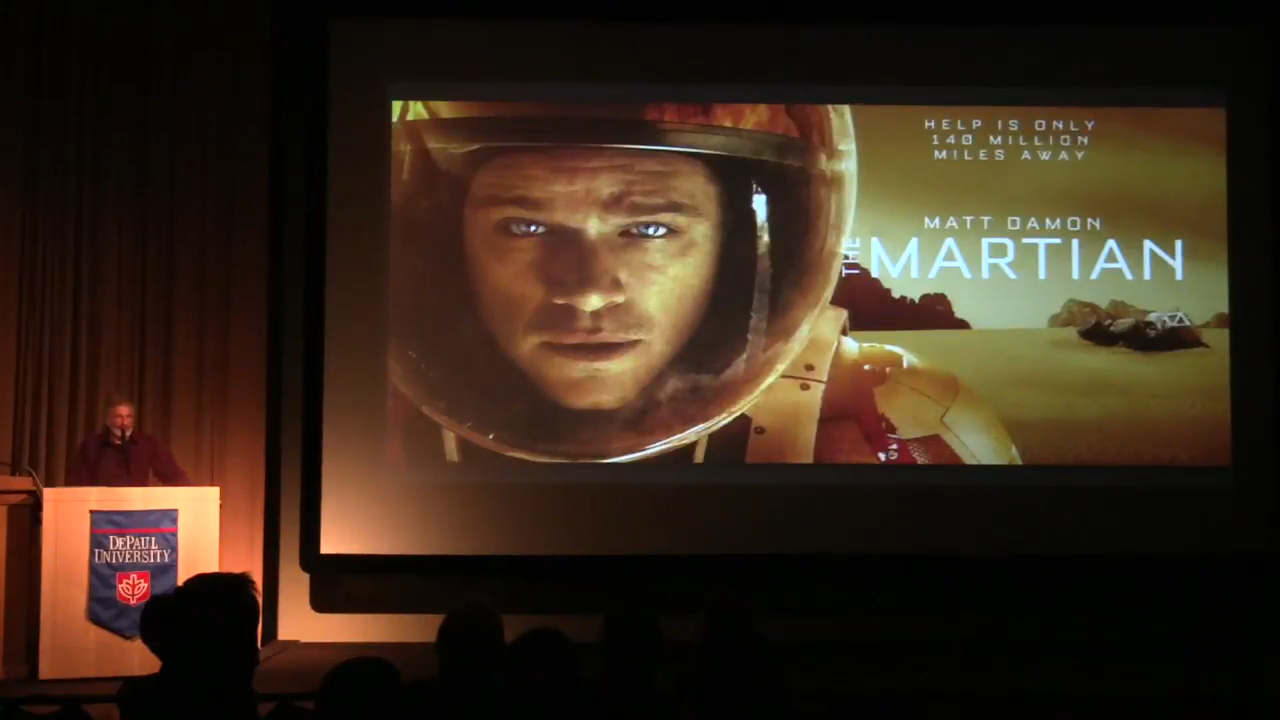 HELP IS ONLY
140 MILLION
MILES AWAY
MATT DAMON
THE MARTIAN
DEPAUL
UNIVERSITY